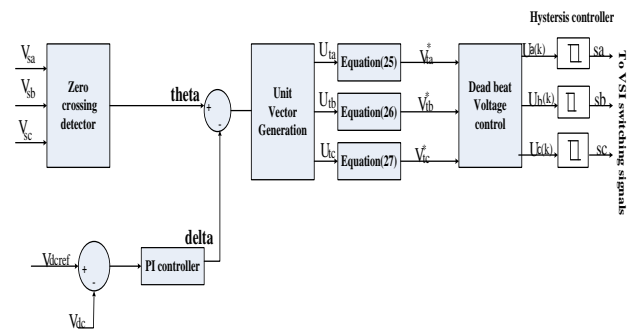 Hystersis controller
Vsa
Vsb
Vsc
Zero
crossing
detector
theta
+
-
Unit
Vector
Generation
Uta
Utb
Utc
Equation(25)
Equation(26)
Equation(27)
V*ta
V*tb
V*tc
Dead beat
Voltage
control
Ua(k)
Ub(k)
Uc(k)
sa
sb
sc
To VSI switching signals
delta
Vdcref
+
-
PI controller
Vdc